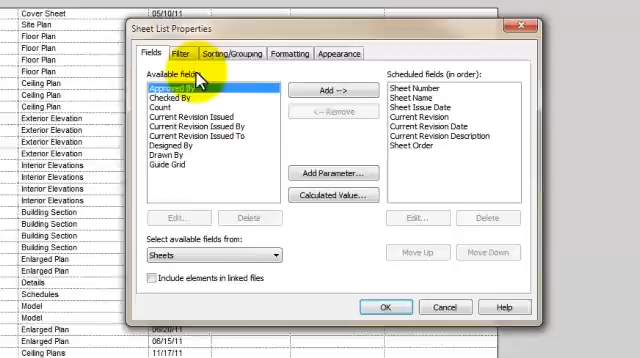 Cover Sheet 05/10/11
Site Plan
Floor Plan
Floor Plan
Floor Plan
Floor Plan
Ceiling Plan
Ceiling Plan
Ceiling Plan
Exterior Elevation
Exterior Elevation
Exterior Elevation
Exterior Elevation
Interior Elevations
Interior Elevations
Interior Elevations
Building Section
Building Section
Building Section
Building Section
Enlarged Plan
Enlarged Plan
Details
Schedules
Model
Model
Enlarged Plan 06/20/11
Enlarged Plan 06/15/11
Ceiling Plans 11/17/11
Sheet List Properties
Fields Filter Sorting/Grouping Formatting Appearance
Available fields:
Approved By
Checked By
Count
Current Revision Issued
Current Revision Issued By
Current Revision Issued To
Designed By
Drawn By
Guide Grid
Add -->
<-- Remove
Add Parameter...
Calculated Value...
Scheduled fields (in order):
Sheet Number
Sheet Name
Sheet Issue Date
Current Revision
Current Revision Date
Current Revision Description
Sheet Order
Edit... Delete
Edit... Delete
Select available fields from:
Sheets
Move Up Move Down
Include elements in linked files
OK Cancel Help